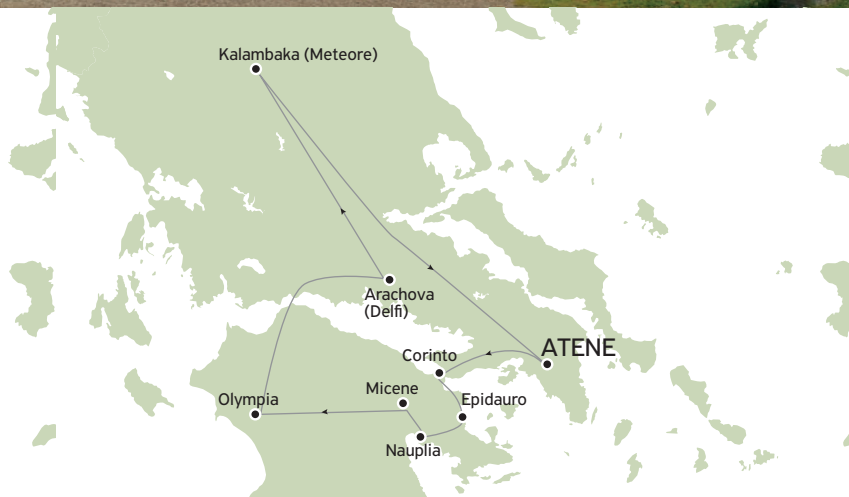 Kalambaka (Meteore)
Arachova
(Delfi)
ATENE
Corinto
Micene
Epidauro
Olympia
Nauplia